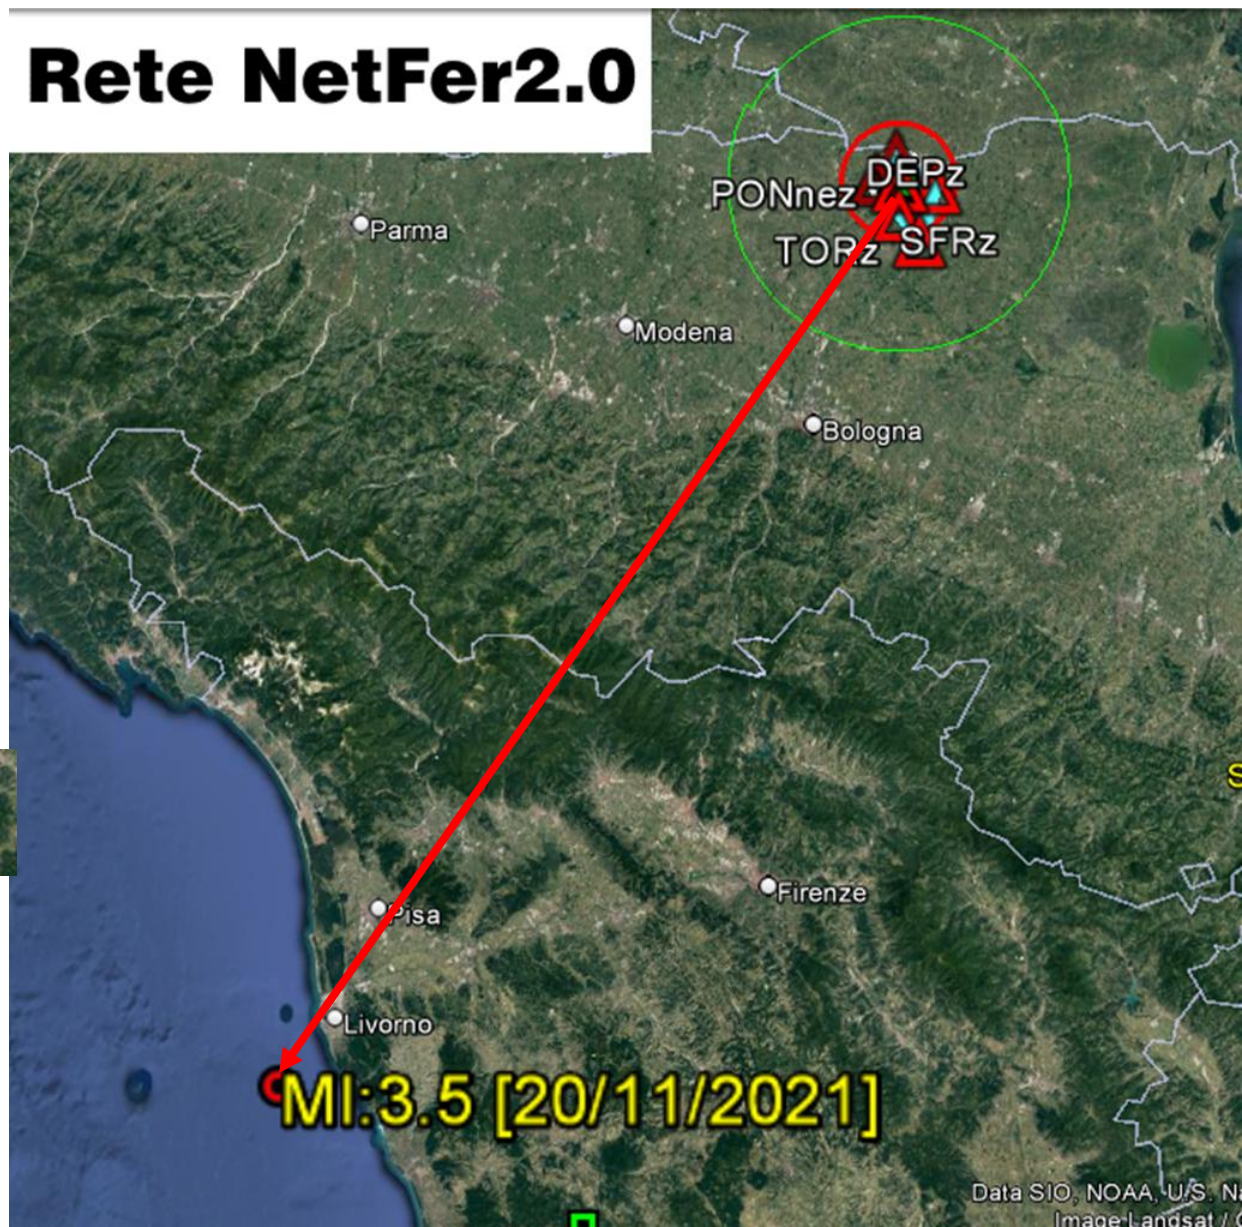 Rete NetFer2.0
DEPz
PONnez
TORz SFRz
Parma
Modena
Bologna
Firenze
Pisa
Livorno
Ml:3.5 [20/11/2021]
S
Data SIO, NOAA, U.S. Na
Image Landsat / C